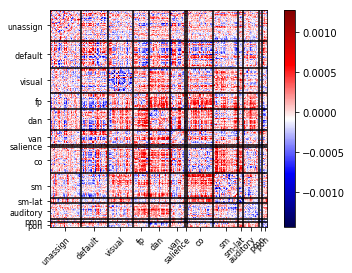 unassign
default
visual
fp
dan
van
salience
co
sm
sm-lat
auditory
pon
unassign
default
visual
fp
dan
van
salience
co
sm
sm-lat
auditory
0.0010
0.0005
0.0000
−0.0005
−0.0010